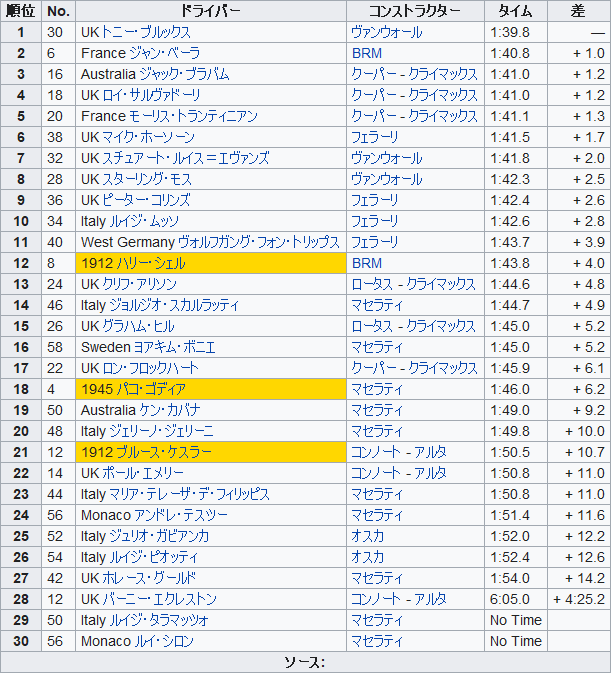 順位 No. ドライバー コンストラクター タイム 差
1 30 UK トニー・ブルックス ヴァンウォール 1:39.8 —
2 6 France ジャン・ベーラ BRM 1:40.8 + 1.0
3 16 Australia ジャック・ブラバム クーパー - クライマックス 1:41.0 + 1.2
4 18 UK ロイ・サルヴァドーリ クーパー - クライマックス 1:41.0 + 1.2
5 20 France モーリス・トランティニアン クーパー - クライマックス 1:41.1 + 1.3
6 38 UK マイク・ホーソーン フェラーリ 1:41.5 + 1.7
7 32 UK スチュアート・ルイス＝エヴァンズ ヴァンウォール 1:41.8 + 2.0
8 28 UK スターリング・モス ヴァンウォール 1:42.3 + 2.5
9 36 UK ピーター・コリンズ フェラーリ 1:42.4 + 2.6
10 34 Italy ルイジ・ムッソ フェラーリ 1:42.6 + 2.8
11 40 West Germany ヴォルフガング・フォン・トリップス フェラーリ 1:43.7 + 3.9
12 8 1912 ハリー・シェル BRM 1:43.8 + 4.0
13 24 UK クリフ・アリソン ロータス - クライマックス 1:44.6 + 4.8
14 46 Italy ジョルジオ・スカルラッティ マセラティ 1:44.7 + 4.9
15 26 UK グラハム・ヒル ロータス - クライマックス 1:45.0 + 5.2
16 58 Sweden ヨアキム・ボニエ マセラティ 1:45.0 + 5.2
17 22 UK ロン・フロックハート クーパー - クライマックス 1:45.9 + 6.1
18 4 1945 パコ・ゴディア マセラティ 1:46.0 + 6.2
19 50 Australia ケン・カバナ マセラティ 1:49.0 + 9.2
20 48 Italy ジェリーノ・ジェリーニ マセラティ 1:49.8 + 10.0
21 12 1912 ブルース・ケスラー コンノート - アルタ 1:50.5 + 10.7
22 14 UK ポール・エメリー コンノート - アルタ 1:50.8 + 11.0
23 44 Italy マリア・テレーザ・デ・フィリッピス マセラティ 1:50.8 + 11.0
24 56 Monaco アンドレ・テスツー マセラティ 1:51.4 + 11.6
25 52 Italy ジュリオ・ガビアンカ オスカ 1:52.0 + 12.2
26 54 Italy ルイジ・ピオッティ オスカ 1:52.4 + 12.6
27 42 UK ホレース・グールド マセラティ 1:54.0 + 14.2
28 12 UK バーニー・エクレストン コンノート - アルタ 6:05.0 + 4:25.2
29 50 Italy ルイジ・タラマッツォ マセラティ No Time
30 56 Monaco ルイ・シロン マセラティ No Time
ソース: